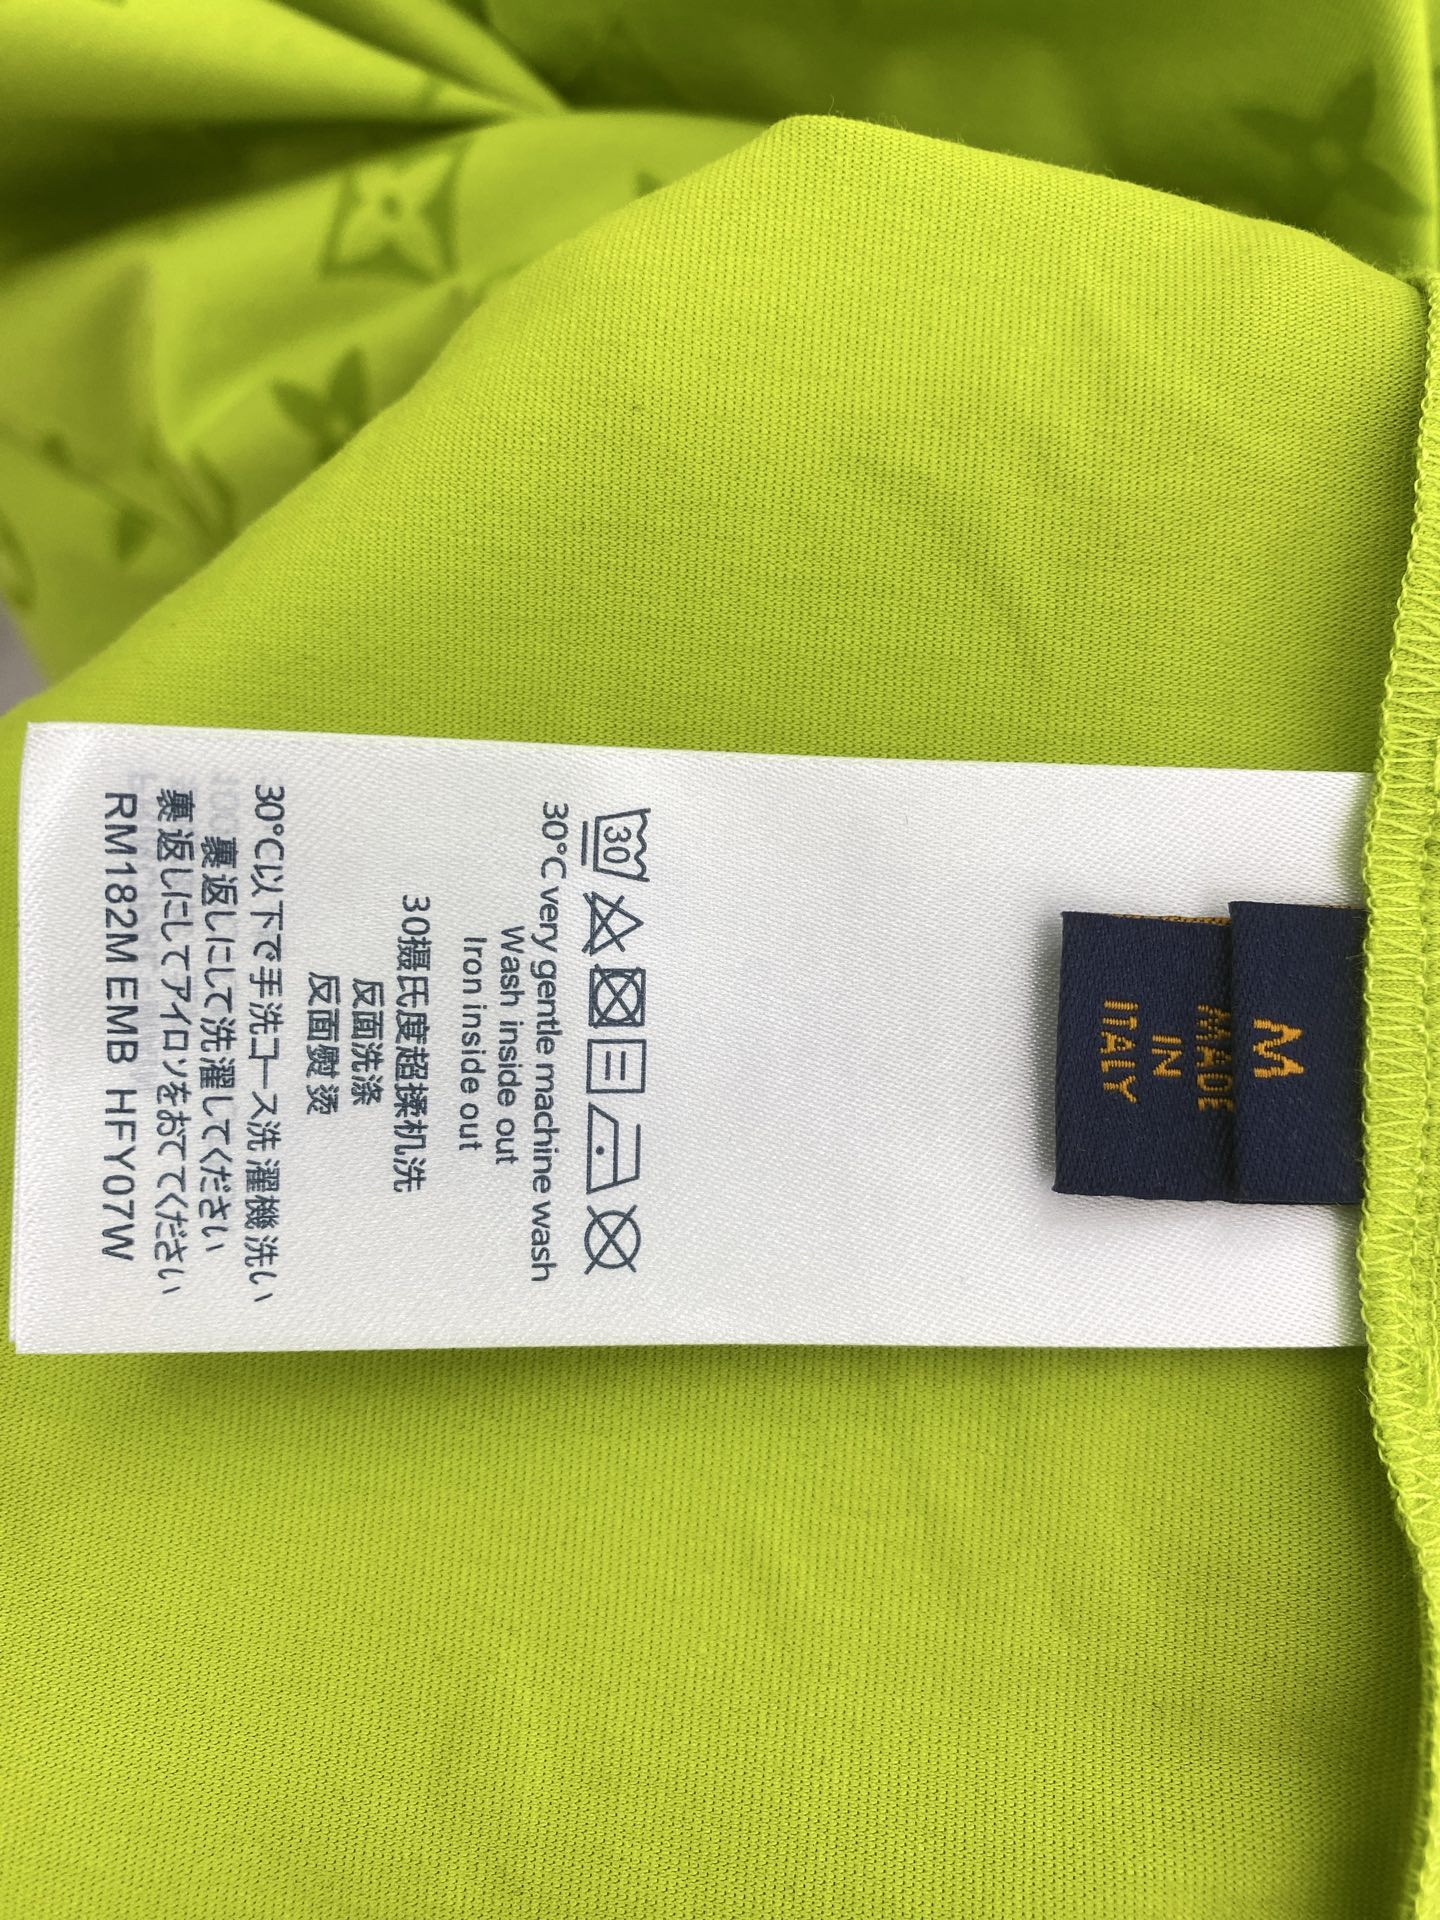 M
MADE
IN
ITALY
30
30°C very gentle machine wash
Wash inside out
Iron inside out
30摄氏度超揉机洗
反面洗涤
反面熨烫
30°C以下で手洗コース洗濯機洗い
裏返しにして洗濯してください
裏返しにしてアイロソをおててください
RM182M EMB HFY07W